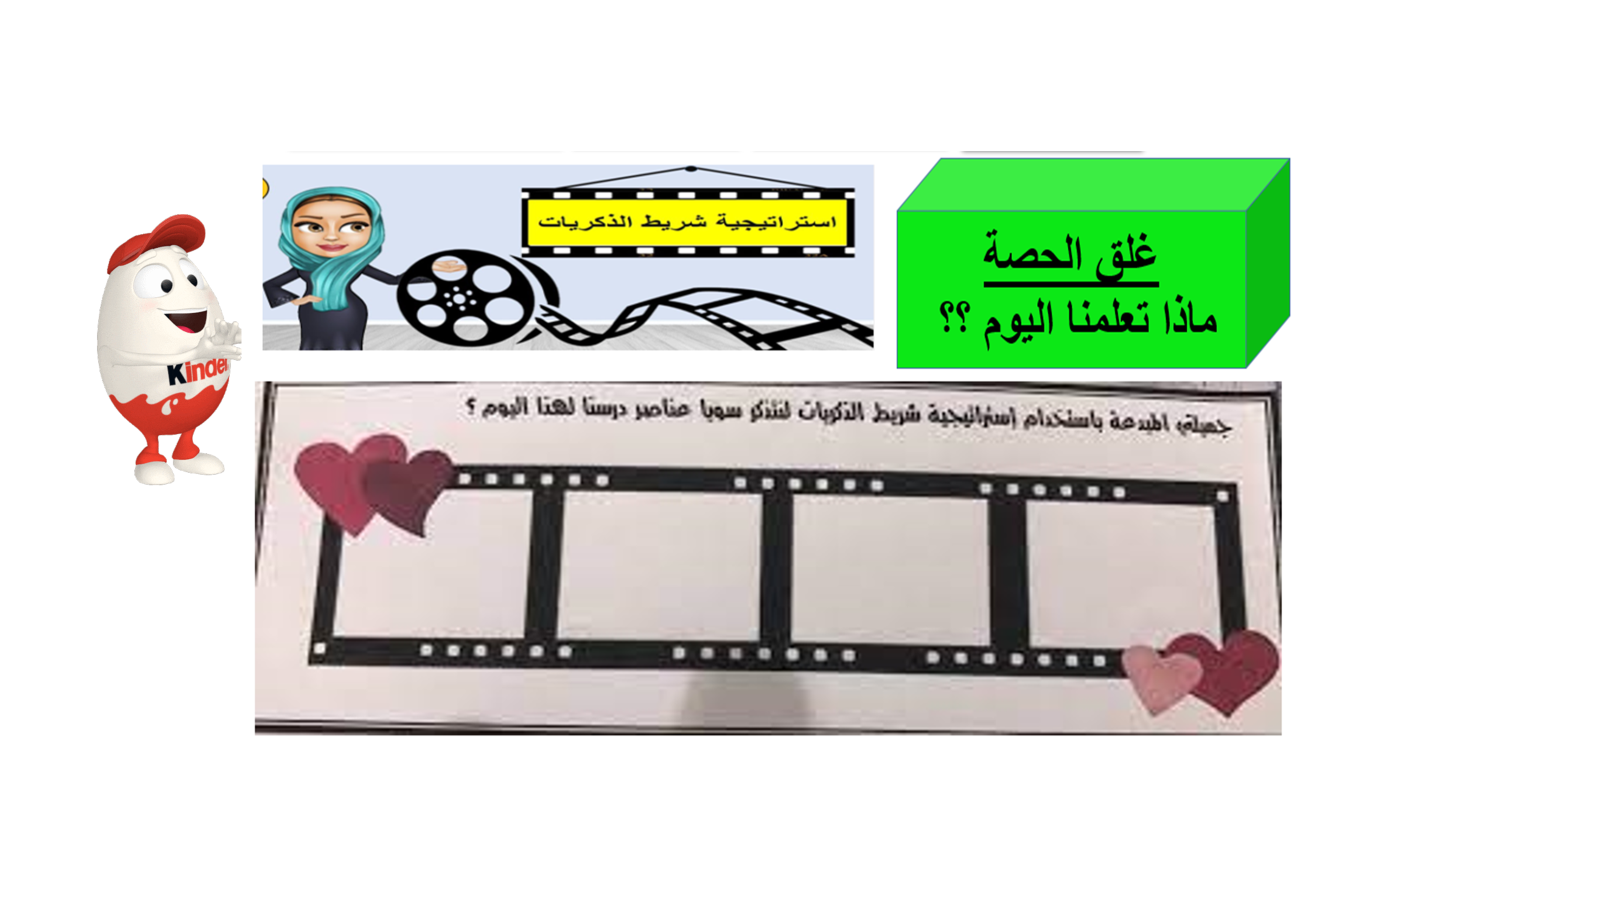 غلق الحصة
ماذا تعلمنا اليوم ؟؟
استراتيجية شريط الذكريات
Kinder
جميلتي المبدعة باستخدام إستراتيجية شريط الذكريات لنتذكر سويا عناصر درسنا لهذا اليوم ؟